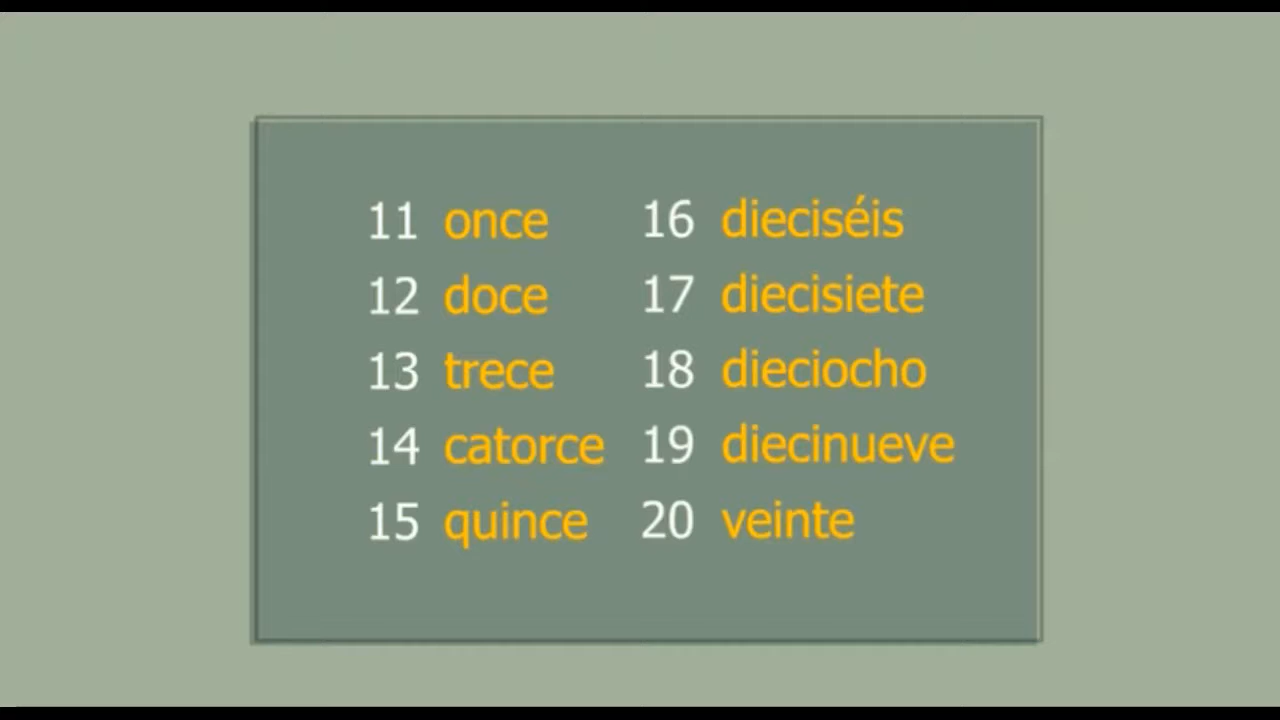 11 once 16 dieciséis
12 doce 17 diecisiete
13 trece 18 dieciocho
14 catorce 19 diecinueve
15 quince 20 veinte